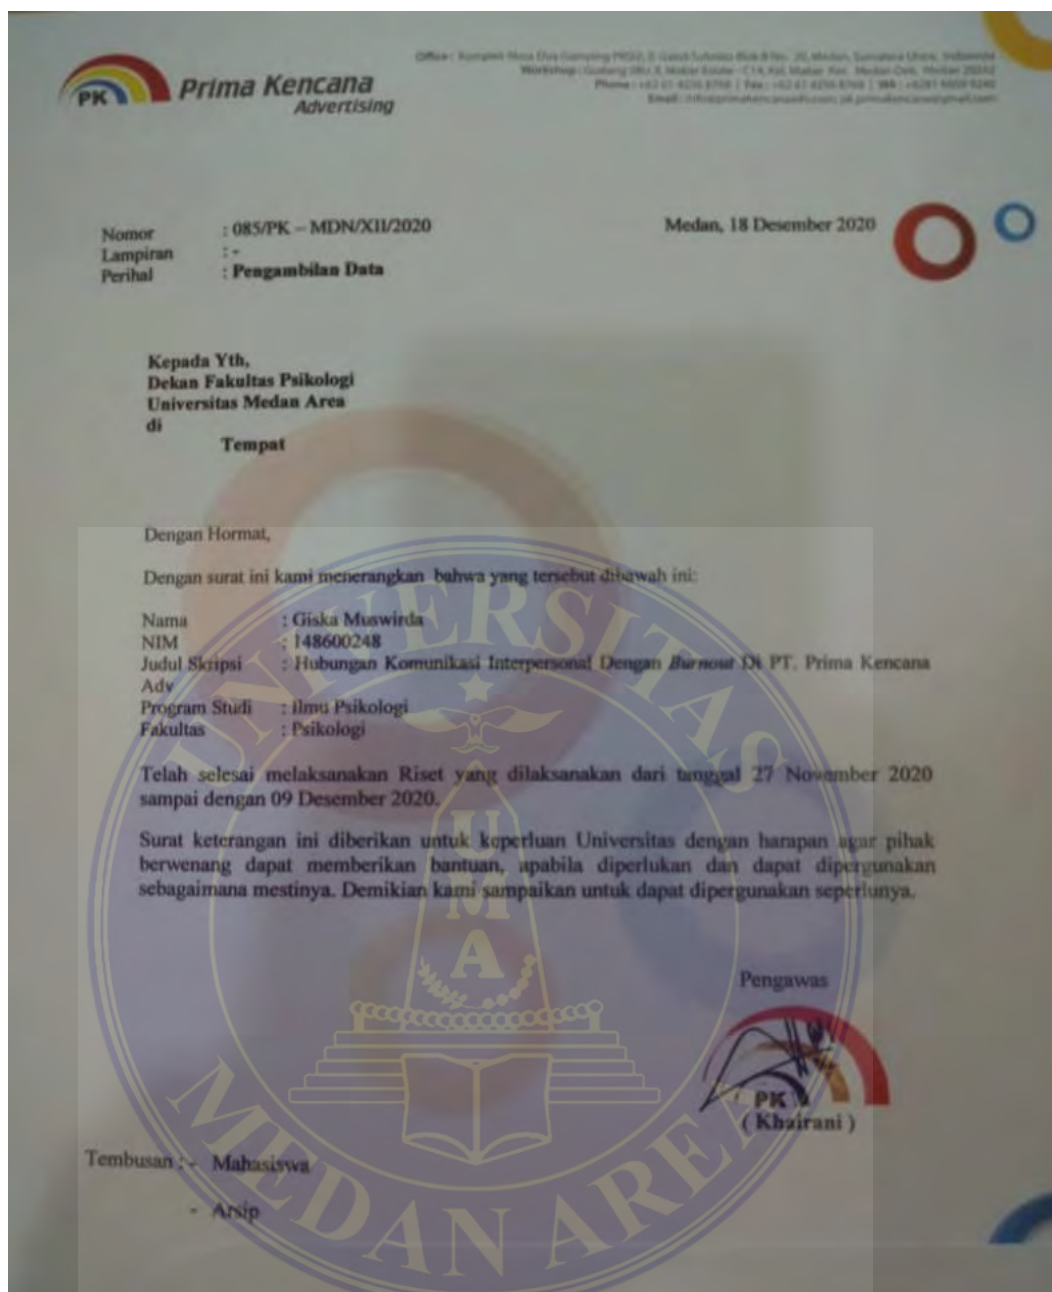 PK
Prima Kencana
Advertising
Office :
Workshop :
Phone :
Email :
Nomor : 085/PK – MDN/XII/2020
Medan, 18 Desember 2020
Lampiran : -
Perihal : Pengambilan Data
Kepada Yth,
Dekan Fakultas Psikologi
Universitas Medan Area
di
Tempat
Dengan Hormat,
Dengan surat ini kami menerangkan bahwa yang tersebut dibawah ini:
Nama : Giska Muswirda
NIM : 148600248
Judul Skripsi : Hubungan Komunikasi Interpersonal Dengan Burnout Di PT. Prima Kencana
Adv
Program Studi : Ilmu Psikologi
Fakultas : Psikologi
Telah selesai melaksanakan Riset yang dilaksanakan dari tanggal 27 November 2020
sampai dengan 09 Desember 2020.
Surat keterangan ini diberikan untuk keperluan Universitas dengan harapan agar pihak
berwenang dapat memberikan bantuan, apabila diperlukan dan dapat dipergunakan
sebagaimana mestinya. Demikian kami sampaikan untuk dapat dipergunakan seperlunya.
Pengawas
PK
( Khairani )
Tembusan : - Mahasiswa
- Arsip
UNIVERSITAS
UMA
MEDAN AREA